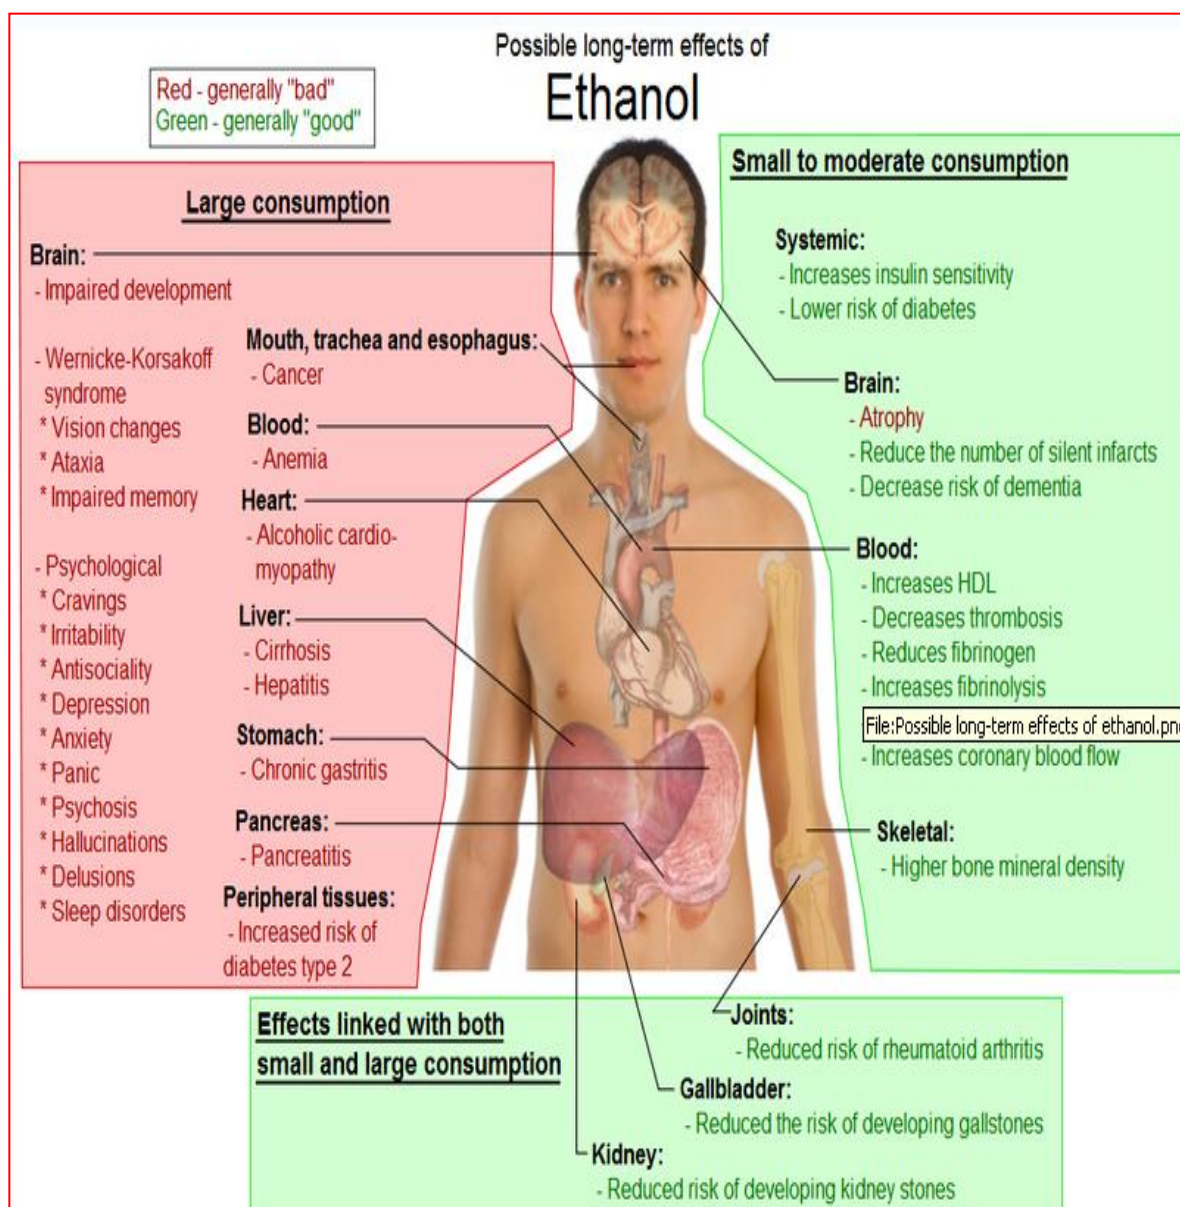 Possible long-term effects of
Ethanol
Red - generally "bad"
Green - generally "good"
Large consumption
Brain:
- Impaired development
- Wernicke-Korsakoff
syndrome
* Vision changes
* Ataxia
* Impaired memory
- Psychological
* Cravings
* Irritability
* Antisociality
* Depression
* Anxiety
* Panic
* Psychosis
* Hallucinations
* Delusions
* Sleep disorders
Mouth, trachea and esophagus:
- Cancer
Blood:
- Anemia
Heart:
- Alcoholic cardio-
myopathy
Liver:
- Cirrhosis
- Hepatitis
Stomach:
- Chronic gastritis
Pancreas:
- Pancreatitis
Peripheral tissues:
- Increased risk of
diabetes type 2
Small to moderate consumption
Systemic:
- Increases insulin sensitivity
- Lower risk of diabetes
Brain:
- Atrophy
- Reduce the number of silent infarcts
- Decrease risk of dementia
Blood:
- Increases HDL
- Decreases thrombosis
- Reduces fibrinogen
- Increases fibrinolysis
File:Possible long-term effects of ethanol.png
- Increases coronary blood flow
Skeletal:
- Higher bone mineral density
Effects linked with both
small and large consumption
Joints:
- Reduced risk of rheumatoid arthritis
Gallbladder:
- Reduced the risk of developing gallstones
Kidney:
- Reduced risk of developing kidney stones